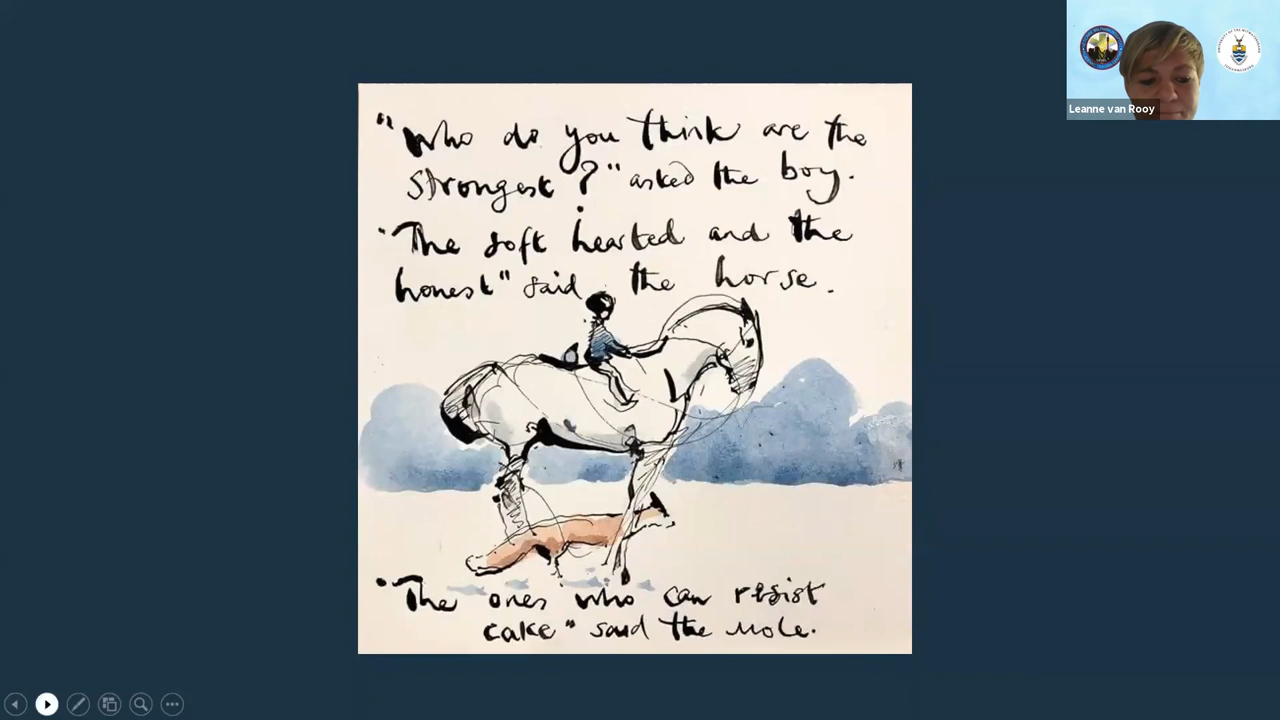 "Who do you think are the
strongest?" asked the boy.
"The soft hearted and the
honest" said the horse.
"The ones who can resist
cake" said the mole.
Leanne van Rooy